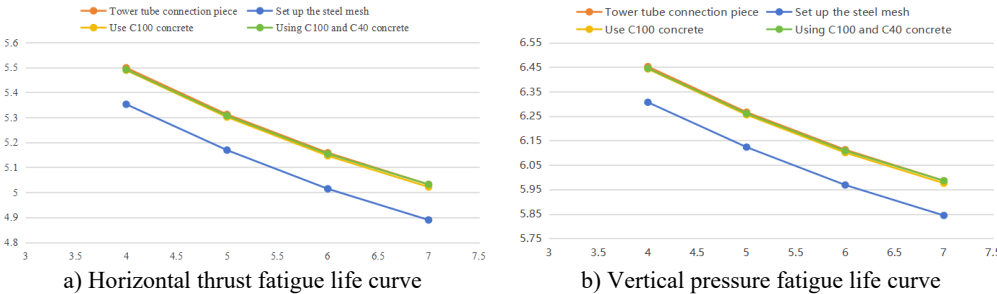 Tower tube connection piece
Set up the steel mesh
Use C100 concrete
Using C100 and C40 concrete
5.6
5.5
5.4
5.3
5.2
5.1
5
4.9
4.8
3 3.5 4 4.5 5 5.5 6 6.5 7 7.5
a) Horizontal thrust fatigue life curve
Tower tube connection piece
Set up the steel mesh
Use C100 concrete
Using C100 and C40 concrete
6.55
6.45
6.35
6.25
6.15
6.05
5.95
5.85
5.75
3 3.5 4 4.5 5 5.5 6 6.5 7 7.5
b) Vertical pressure fatigue life curve